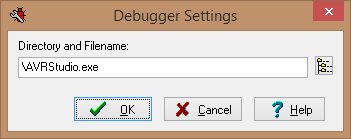 Debugger Settings
Directory and Filename:
\AVRStudio.exe
OK Cancel Help